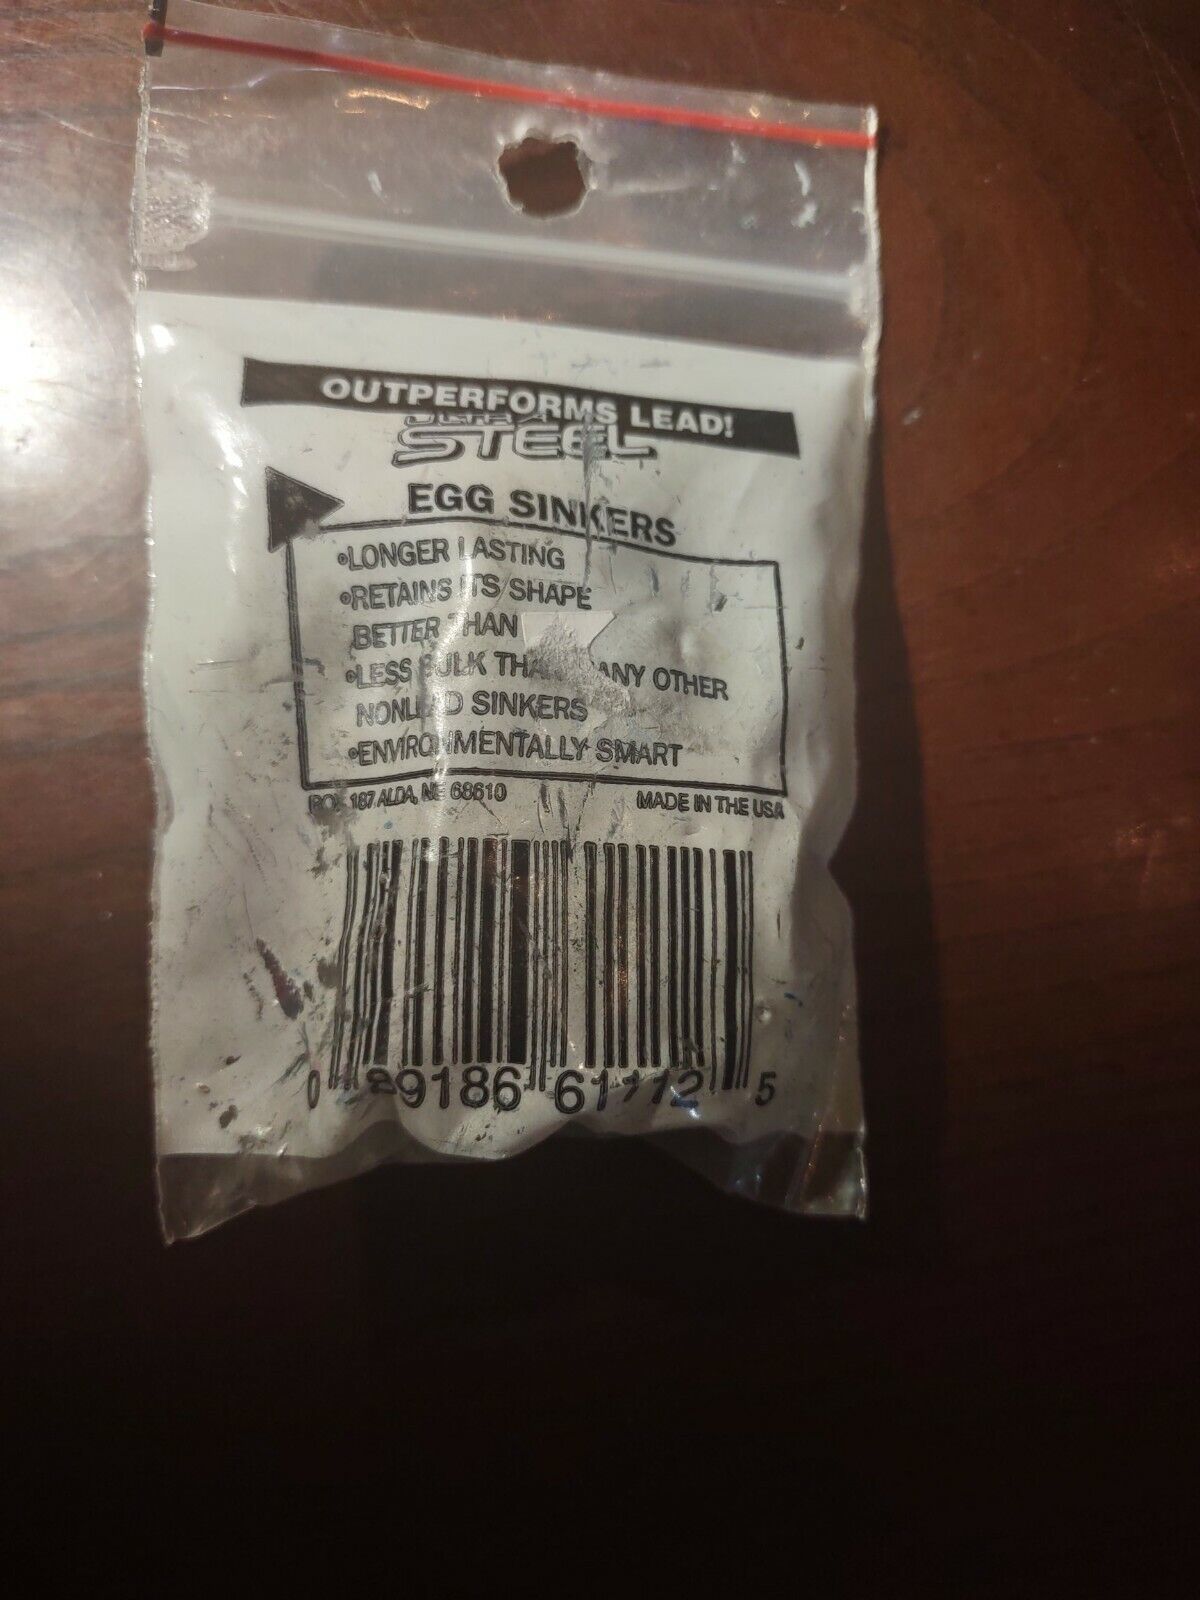 OUTPERFORMS LEAD!
STEEL
EGG SINKERS
•LONGER LASTING
•RETAINS ITS SHAPE
BETTER THAN
•LESS BULK THAN ANY OTHER
NONLEAD SINKERS
•ENVIRONMENTALLY SMART
BOX 187 ALDA, NE 68610 MADE IN THE USA
0 89186 61112 5